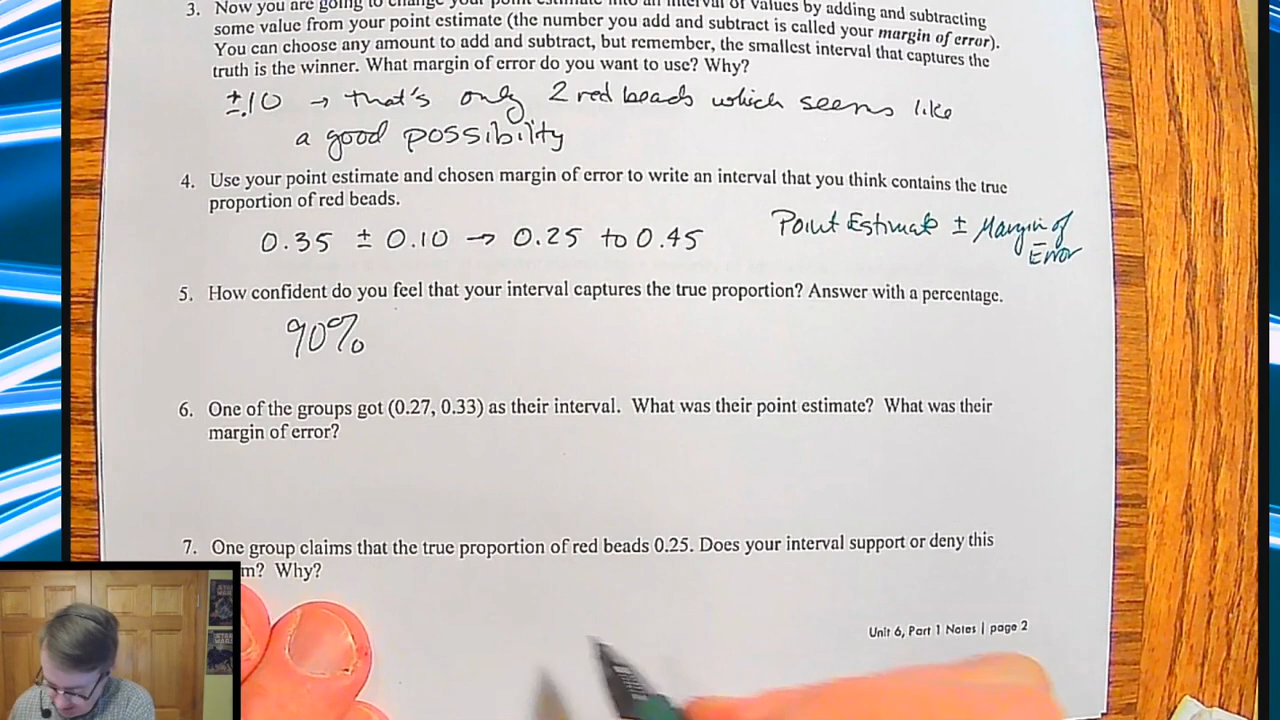 3. Now you are going to change your point estimate into an interval of values by adding and subtracting
some value from your point estimate (the number you add and subtract is called your margin of error).
You can choose any amount to add and subtract, but remember, the smallest interval that captures the
truth is the winner. What margin of error do you want to use? Why?
±.10 → that's only 2 red beads which seems like
a good possibility
4. Use your point estimate and chosen margin of error to write an interval that you think contains the true
proportion of red beads.
0.35 ± 0.10 → 0.25 to 0.45
Point Estimate ± Margin of
Error
5. How confident do you feel that your interval captures the true proportion? Answer with a percentage.
90%
6. One of the groups got (0.27, 0.33) as their interval. What was their point estimate? What was their
margin of error?
7. One group claims that the true proportion of red beads 0.25. Does your interval support or deny this
m? Why?
Unit 6, Part 1 Notes | page 2
STAR
WARS